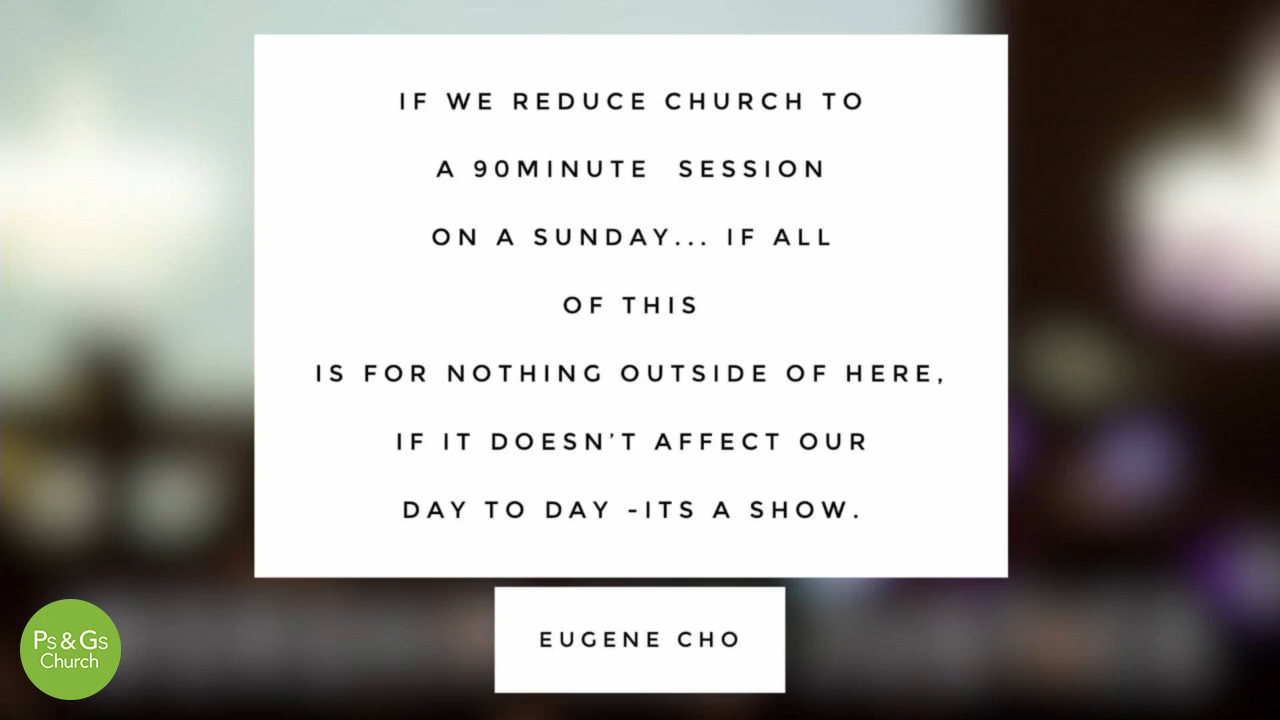 IF WE REDUCE CHURCH TO
A 90MINUTE  SESSION
ON A SUNDAY... IF ALL
OF THIS
IS FOR NOTHING OUTSIDE OF HERE,
IF IT DOESN'T AFFECT OUR
DAY TO DAY -ITS A SHOW.
EUGENE CHO
Ps & Gs
Church